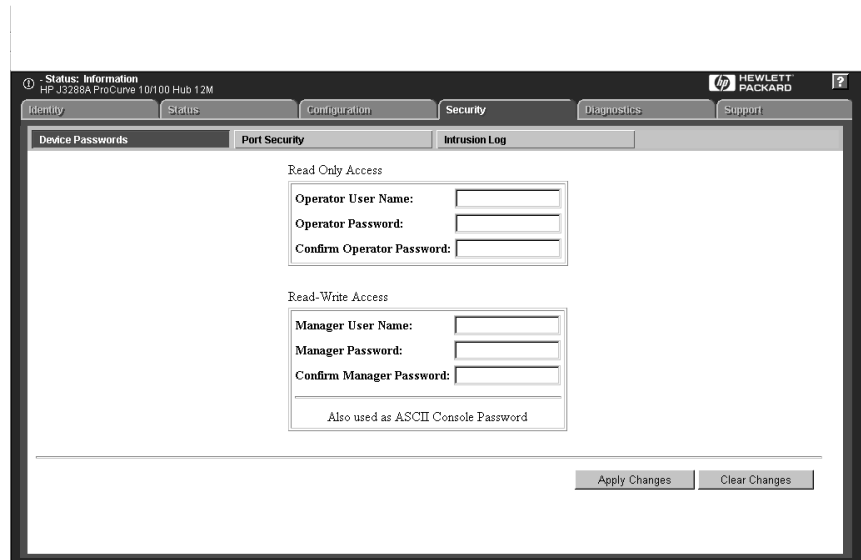 - Status: Information
HP J3288A ProCurve 10/100 Hub 12M
hp HEWLETT PACKARD
?
Identity Status Configuration Security Diagnostics Support
Device Passwords Port Security Intrusion Log
Read Only Access
Operator User Name:
Operator Password:
Confirm Operator Password:
Read-Write Access
Manager User Name:
Manager Password:
Confirm Manager Password:
Also used as ASCII Console Password
Apply Changes Clear Changes